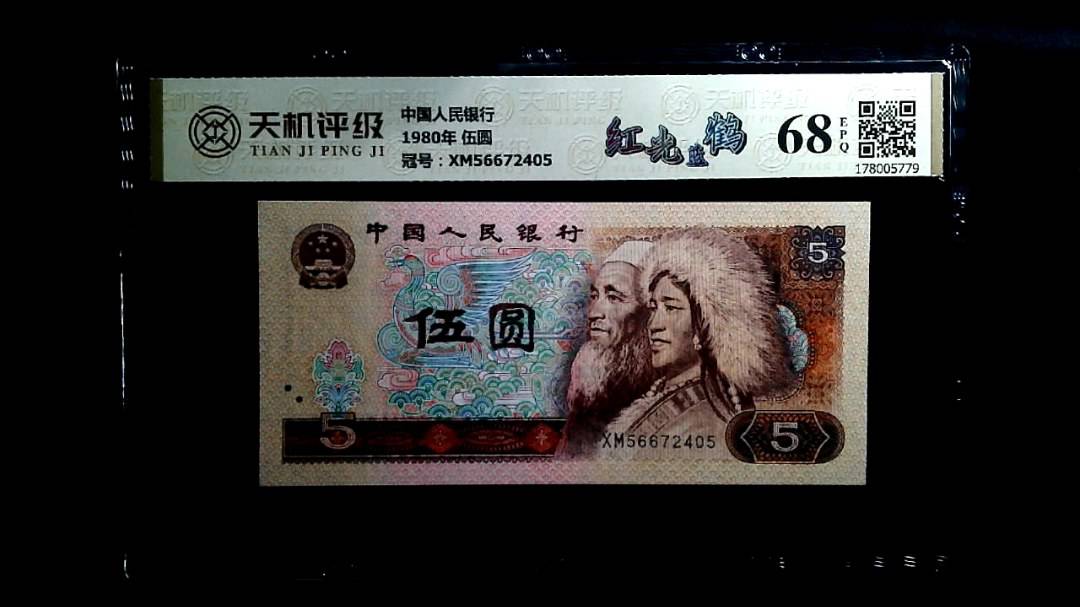 天机评级
TIAN JI PING JI
中国人民银行
1980年 伍圆
冠号：XM56672405
红光蓝鹤
68
EPQ
178005779
中国人民银行
5
伍圆
5
XM56672405
5